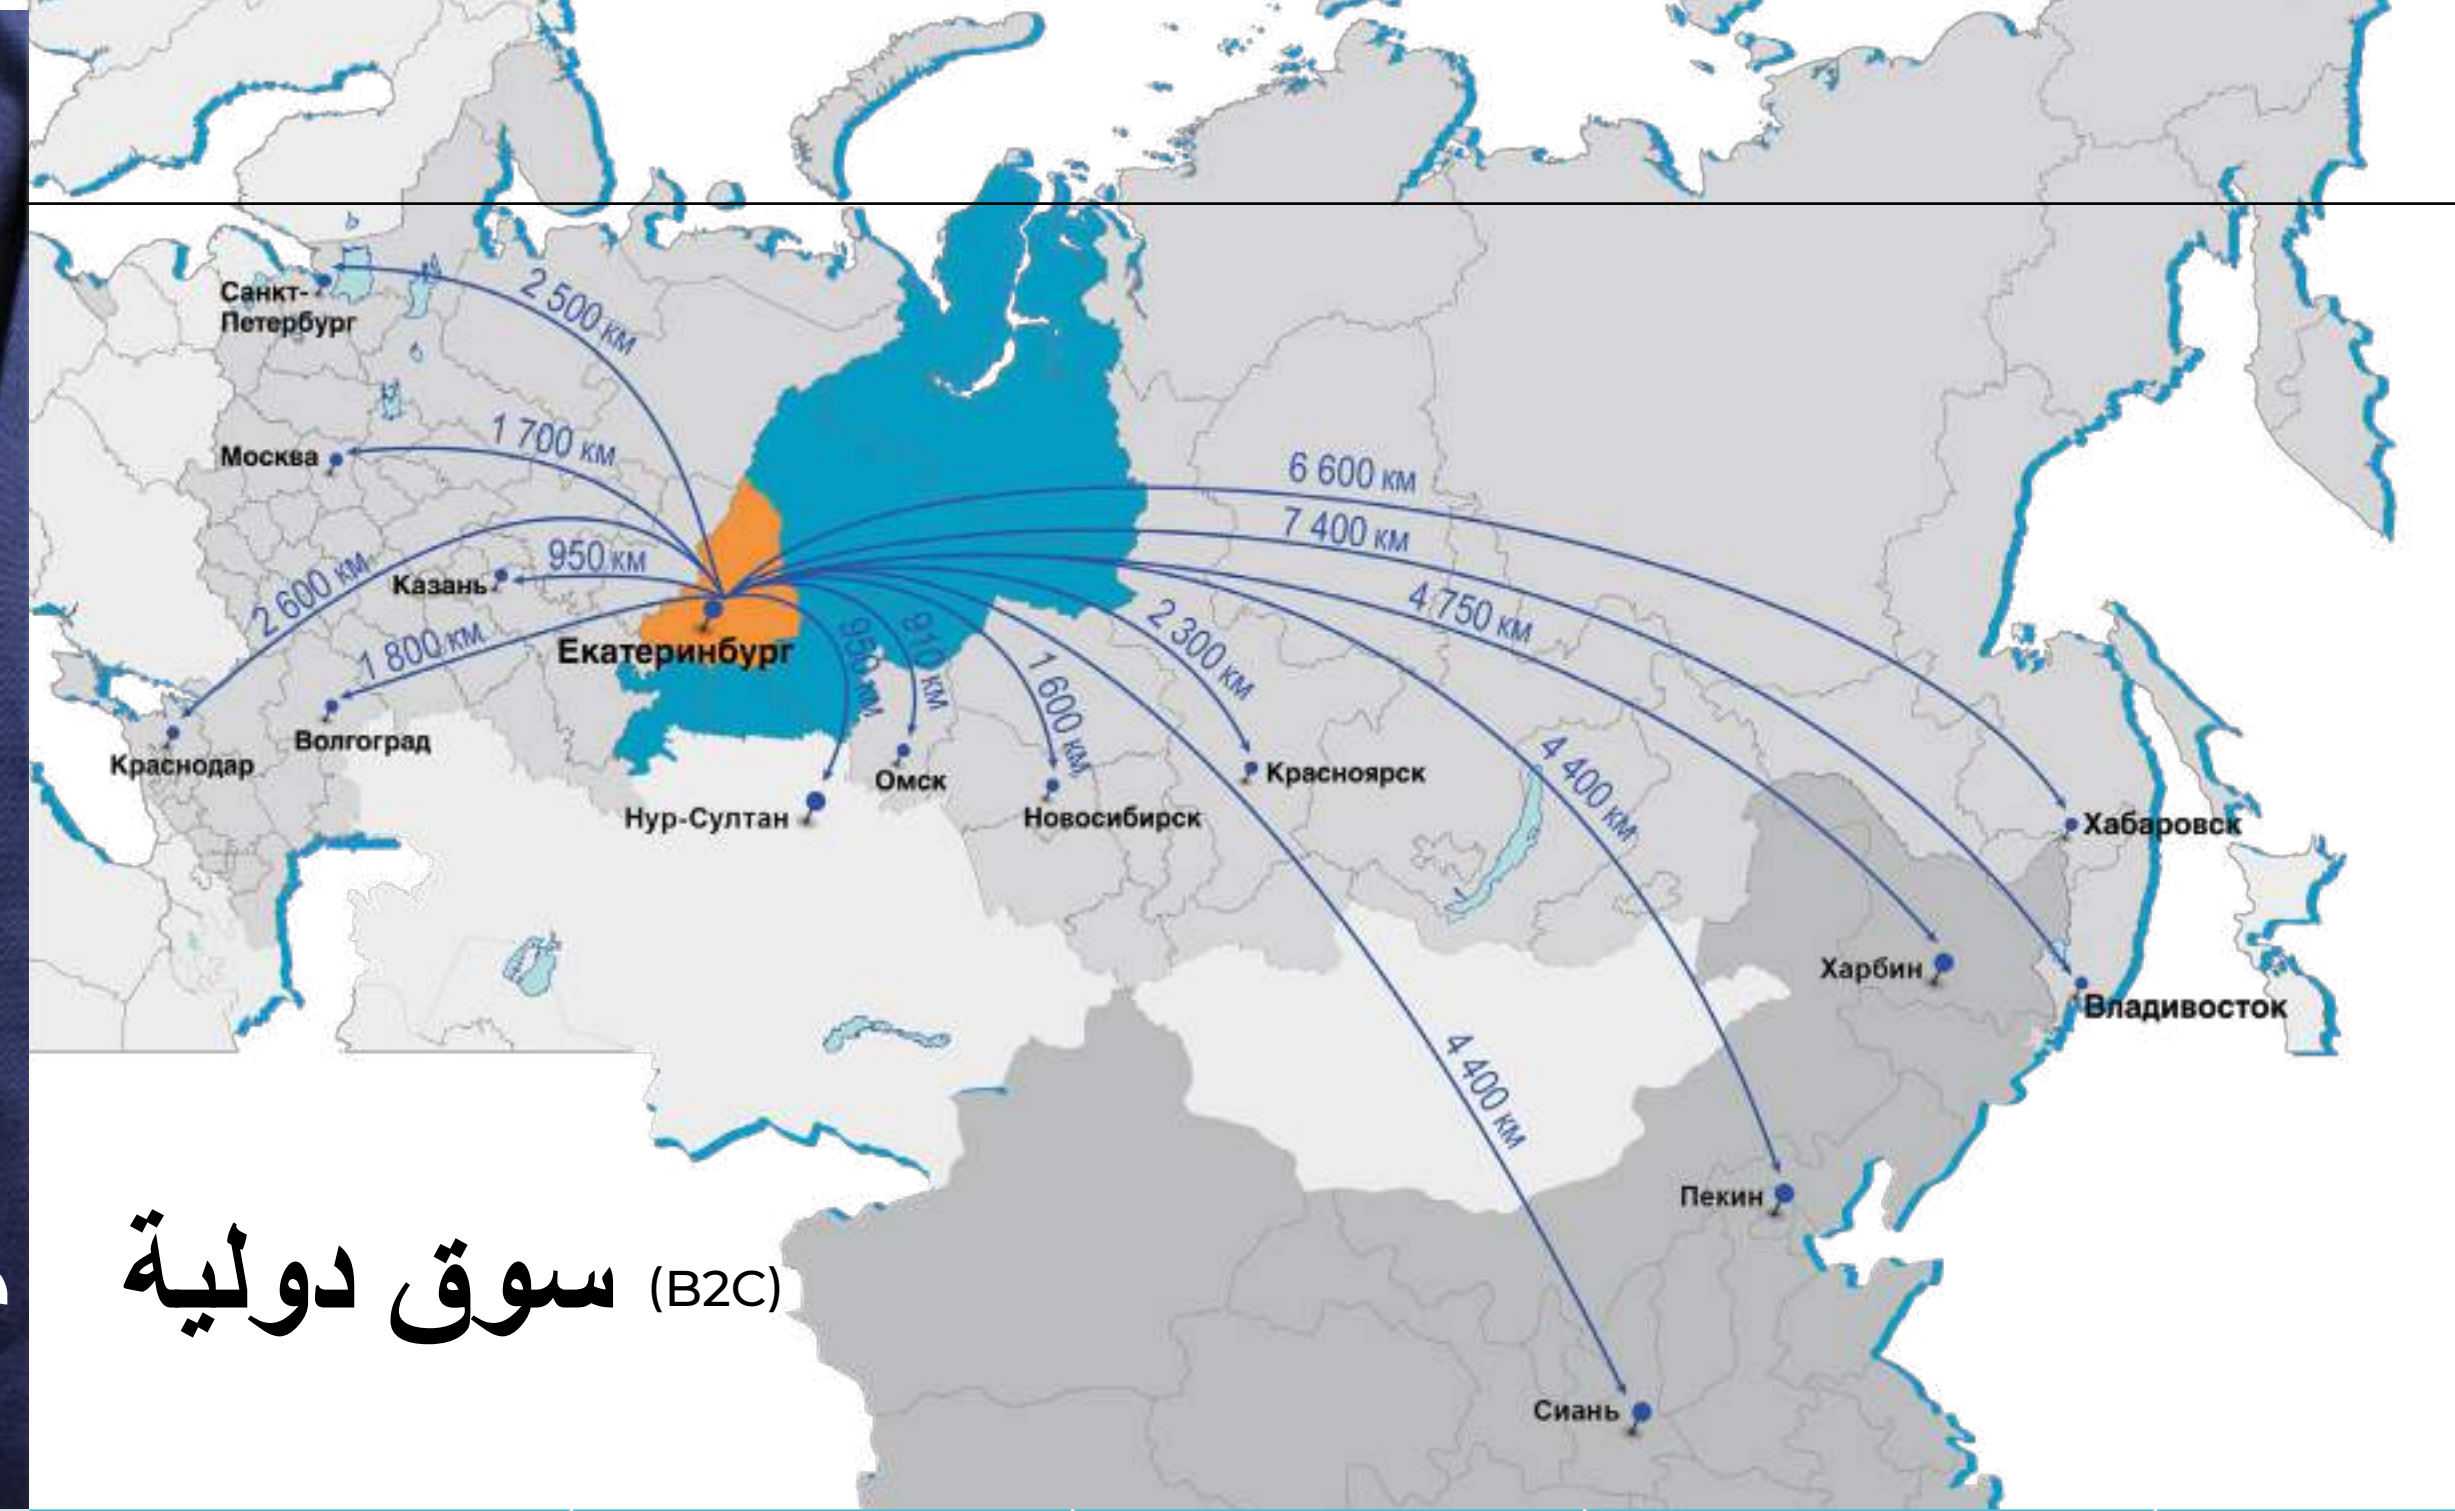 2 500 км
Санкт-
Петербург
1 700 км
Москва
6 600 км
7 400 км
950 км
Казань
2 600 км
4 750 км
2 300 км
1 800 км
Екатеринбург
950 км
910 км
1 600 км
Волгоград
Краснодар
Омск
Красноярск
4 400 км
Нур-Султан
Новосибирск
Хабаровск
Харбин
Владивосток
4 400 км
Пекин
سوق دولية (B2C)
Сиань